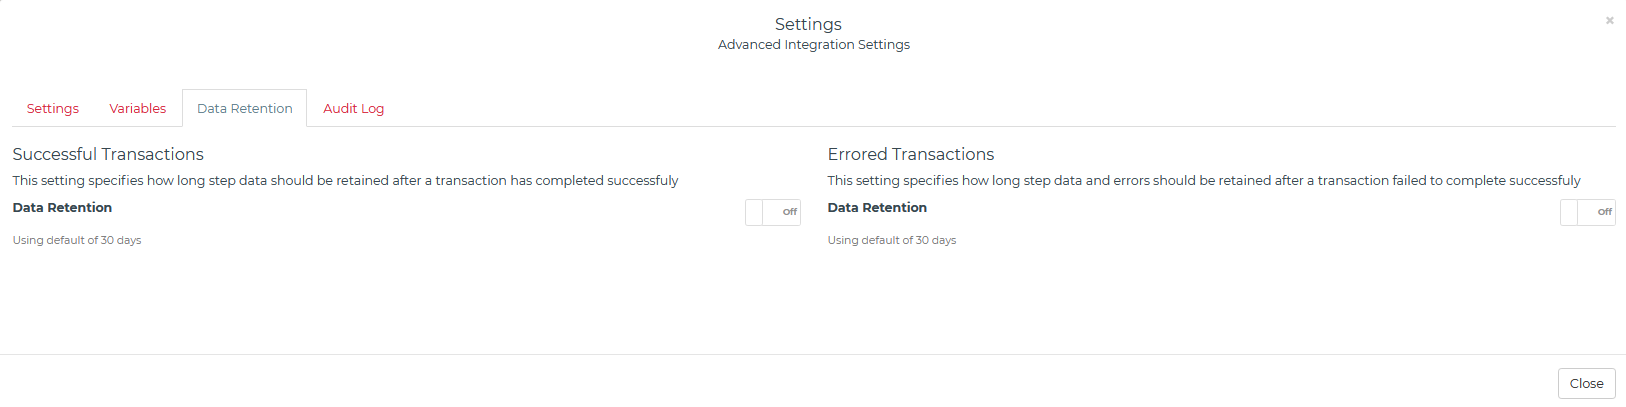 Settings
×
Advanced Integration Settings
Settings
Variables
Data Retention
Audit Log
Successful Transactions
This setting specifies how long step data should be retained after a transaction has completed successfuly
Data Retention
Off
Using default of 30 days
Errored Transactions
This setting specifies how long step data and errors should be retained after a transaction failed to complete successfuly
Data Retention
Off
Using default of 30 days
Close